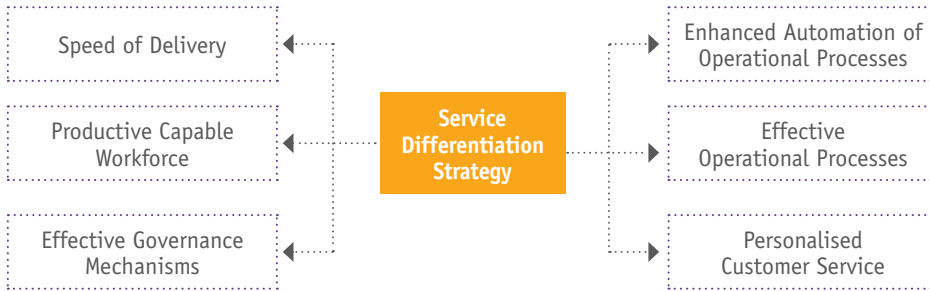 Speed of Delivery
Productive Capable
Workforce
Effective Governance
Mechanisms
Service
Differentiation
Strategy
Enhanced Automation of
Operational Processes
Effective
Operational Processes
Personalised
Customer Service